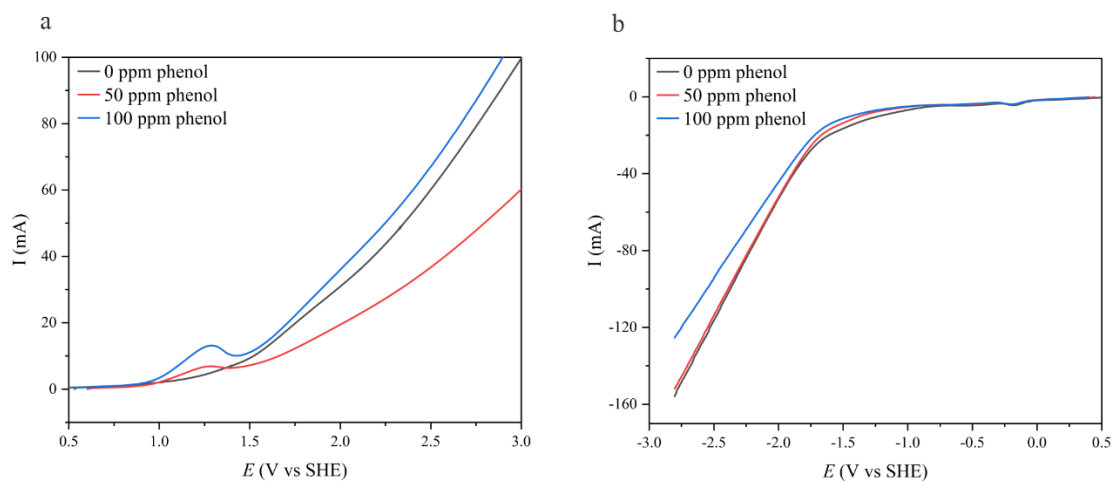 a
0 ppm phenol
50 ppm phenol
100 ppm phenol
100
80
60
40
20
0
I (mA)
0.5 1.0 1.5 2.0 2.5 3.0
E (V vs SHE)
b
0 ppm phenol
50 ppm phenol
100 ppm phenol
0
-40
-80
-120
-160
I (mA)
-3.0 -2.5 -2.0 -1.5 -1.0 -0.5 0.0 0.5
E (V vs SHE)